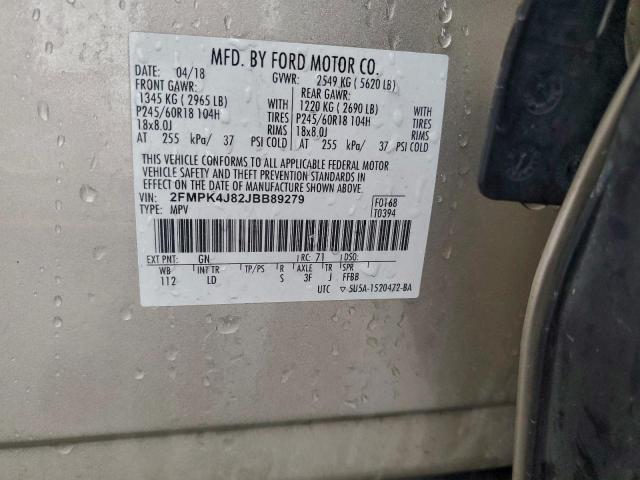 MFD. BY FORD MOTOR CO.
DATE: 04/18 GVWR: 2549 KG ( 5620 LB)
FRONT GAWR: REAR GAWR:
1345 KG ( 2965 LB) 1220 KG ( 2690 LB)
P245/60R18 104H TIRES P245/60R18 104H TIRES
18x8.0J RIMS 18x8.0J RIMS
AT 255 kPa/ 37 PSI COLD AT 255 kPa/ 37 PSI COLD
THIS VEHICLE CONFORMS TO ALL APPLICABLE FEDERAL MOTOR
VEHICLE SAFETY AND THEFT PREVENTION STANDARDS IN
EFFECT ON THE DATE OF MANUFACTURE SHOWN ABOVE.
VIN: 2FMPK4J82JBB89279 F0168
TYPE: MPV T0394
EXT PNT: GN RC: 71 DSO:
WB INT TR TP/PS R AXLE TR SPR
112 LD S 3F J FFBB
UTC ▽ 5U5A-1520472-BA